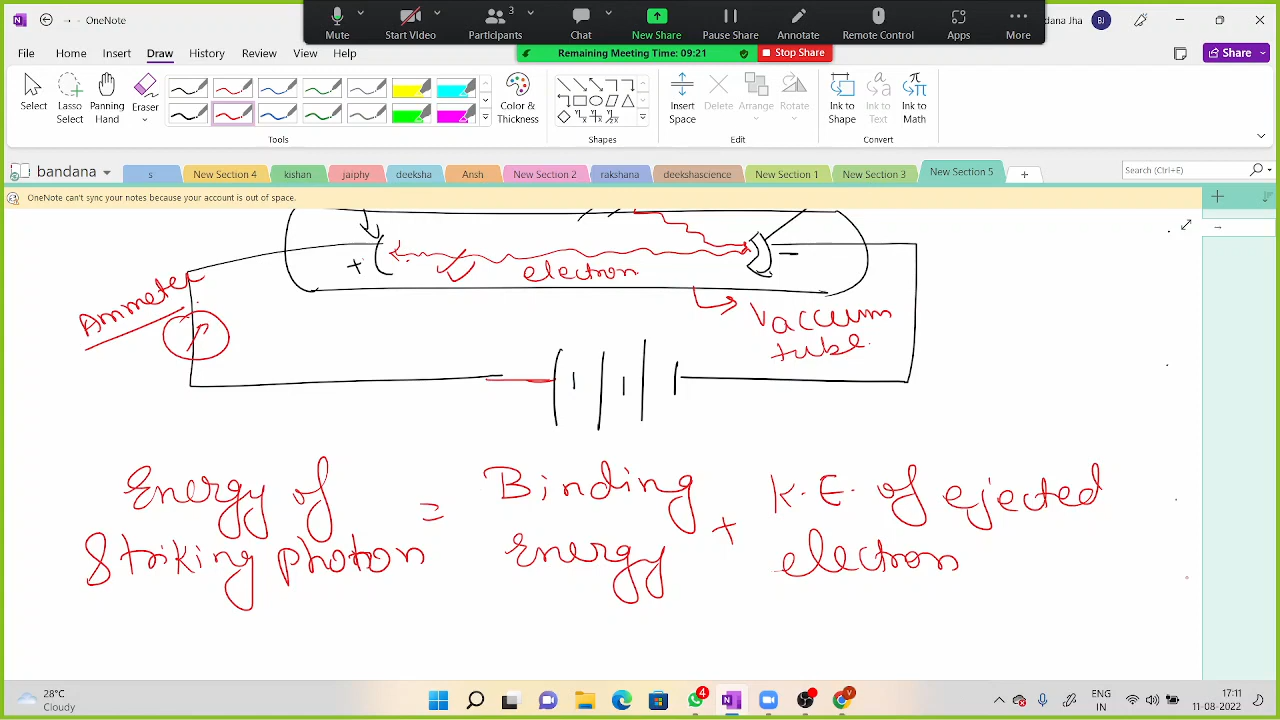 OneNote
Mute
Start Video
Participants
3
Chat
New Share
Pause Share
Annotate
Remote Control
Apps
More
dana Jha
BJ
Remaining Meeting Time: 09:21
Stop Share
File
Home
Insert
Draw
History
Review
View
Help
Share
Select
Lasso Select
Panning Hand
Eraser
Color & Thickness
Insert Space
Delete
Arrange
Rotate
Ink to Shape
Ink to Text
Ink to Math
Tools
Shapes
Edit
Convert
bandana
s
New Section 4
kishan
jaiphy
deeksha
Ansh
New Section 2
rakshana
deekshascience
New Section 1
New Section 3
New Section 5
Search (Ctrl+E)
OneNote can't sync your notes because your account is out of space.
+
electron
−
Ammeter
Vaccum
tube.
Energy of
Striking photon
=
Binding
Energy
+
K.E. of ejected
electron
28°C
Cloudy
4
V
ENG
IN
17:11
11-08-2022